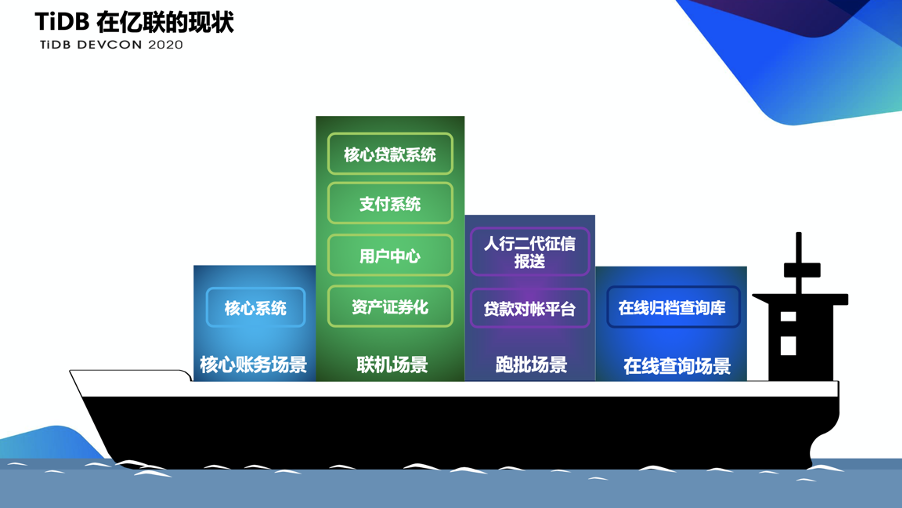 TiDB 在亿联的现状
TiDB DEVCON 2020
核心贷款系统
支付系统
用户中心
资产证券化
联机场景
核心系统
核心账务场景
人行二代征信
报送
贷款对帐平台
跑批场景
在线归档查询库
在线查询场景